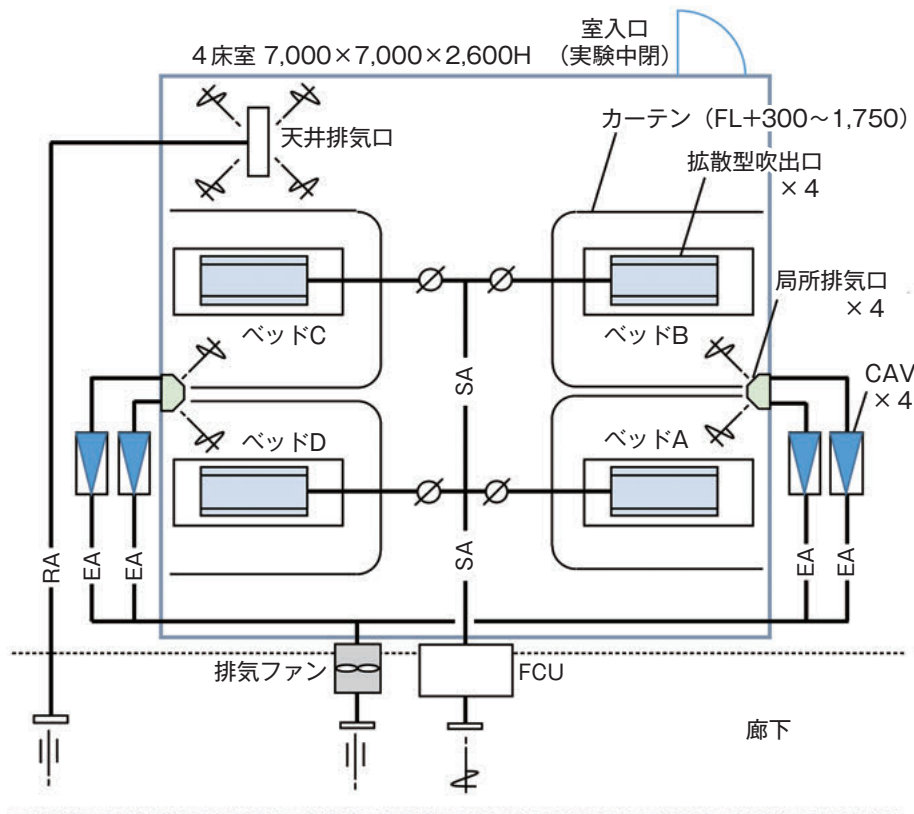 室入口
4床室 7,000×7,000×2,600H
(実験中閉)
カーテン (FL+300～1,750)
天井排気口
拡散型吹出口
×4
局所排気口
×4
ベッドC
ベッドB
SA
CAV
×4
ベッドD
ベッドA
SA
RA
EA
EA
EA
EA
排気ファン
FCU
廊下